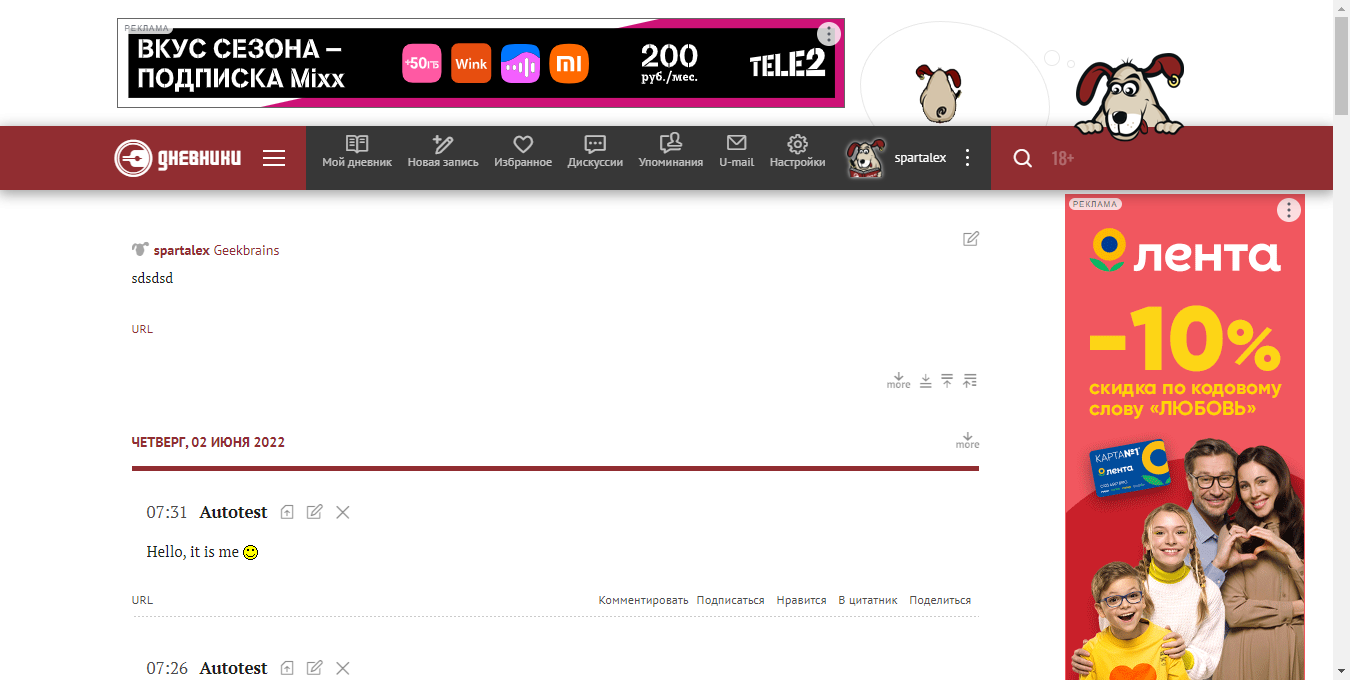 РЕКЛАМА
ВКУС СЕЗОНА –
ПОДПИСКА Mixx
+50ГБ
Wink
200
руб./мес.
TELE2
дневники
Мой дневник
Новая запись
Избранное
Дискуссии
Упоминания
U-mail
Настройки
spartalex
18+
РЕКЛАМА
лента
-10%
скидка по кодовому
слову «ЛЮБОВЬ»
КАРТА№1
лента
spartalex Geekbrains
sdsdsd
URL
more
ЧЕТВЕРГ, 02 ИЮНЯ 2022
more
07:31 Autotest
Hello, it is me
URL
Комментировать Подписаться Нравится В цитатник Поделиться
07:26 Autotest